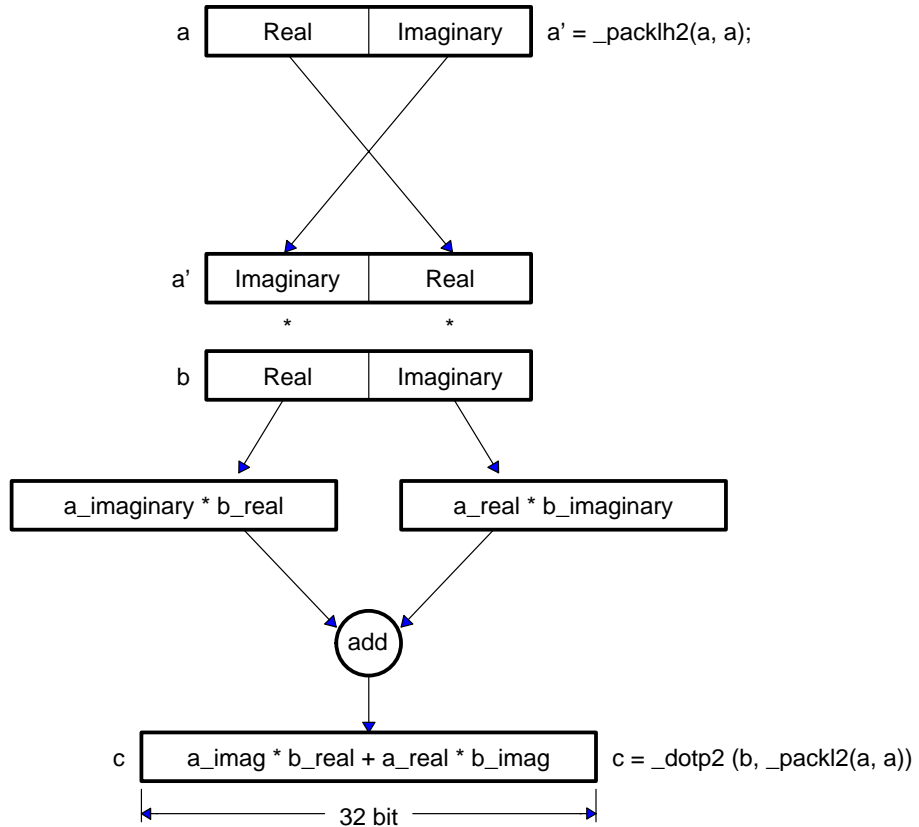 a Real Imaginary a’ = _packlh2(a, a);
a’ Imaginary Real
* *
b Real Imaginary
a_imaginary * b_real a_real * b_imaginary
add
c a_imag * b_real + a_real * b_imag c = _dotp2 (b, _packl2(a, a))
32 bit